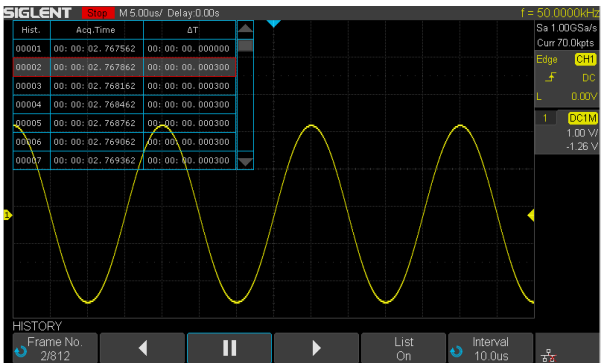 SIGLENT Stop M 5.00us/ Delay:0.00s f = 50.0000kHz
Sa 1.00GSa/s
Curr 70.0kpts
Edge CH1
DC
L 0.00V
1 DC1M
1.00 V/
-1.26 V
Hist. Acq.Time ΔT
00001 00: 00: 02. 767562 00: 00: 00. 000000
00002 00: 00: 02. 767862 00: 00: 00. 000300
00003 00: 00: 02. 768162 00: 00: 00. 000300
00004 00: 00: 02. 768462 00: 00: 00. 000300
00005 00: 00: 02. 768762 00: 00: 00. 000300
00006 00: 00: 02. 769062 00: 00: 00. 000300
00007 00: 00: 02. 769362 00: 00: 00. 000300
1
HISTORY
Frame No. List Interval
2/812 On 10.0us